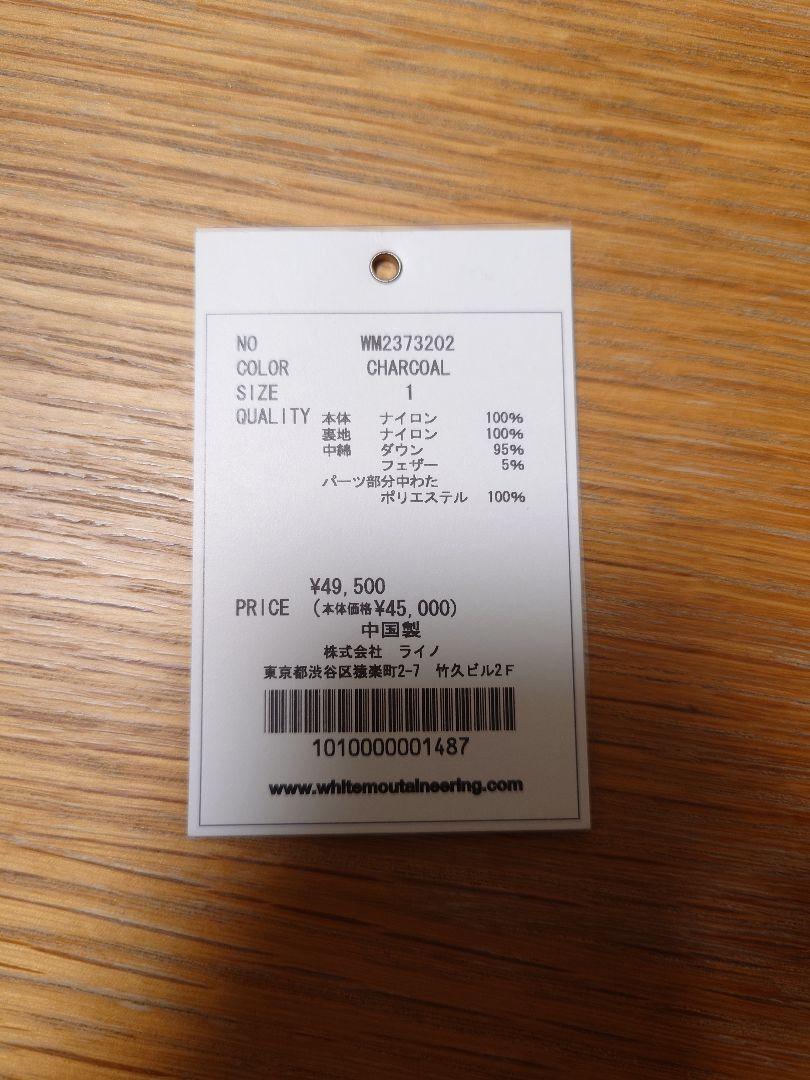 NO WM2373202
COLOR CHARCOAL
SIZE 1
QUALITY 本体 ナイロン 100%
裏地 ナイロン 100%
中綿 ダウン 95%
フェザー 5%
パーツ部分中わた
ポリエステル 100%
¥49,500
PRICE (本体価格¥45,000)
中国製
株式会社 ライノ
東京都渋谷区猿楽町2-7 竹久ビル2F
1010000001487
www.whitemoutaineering.com